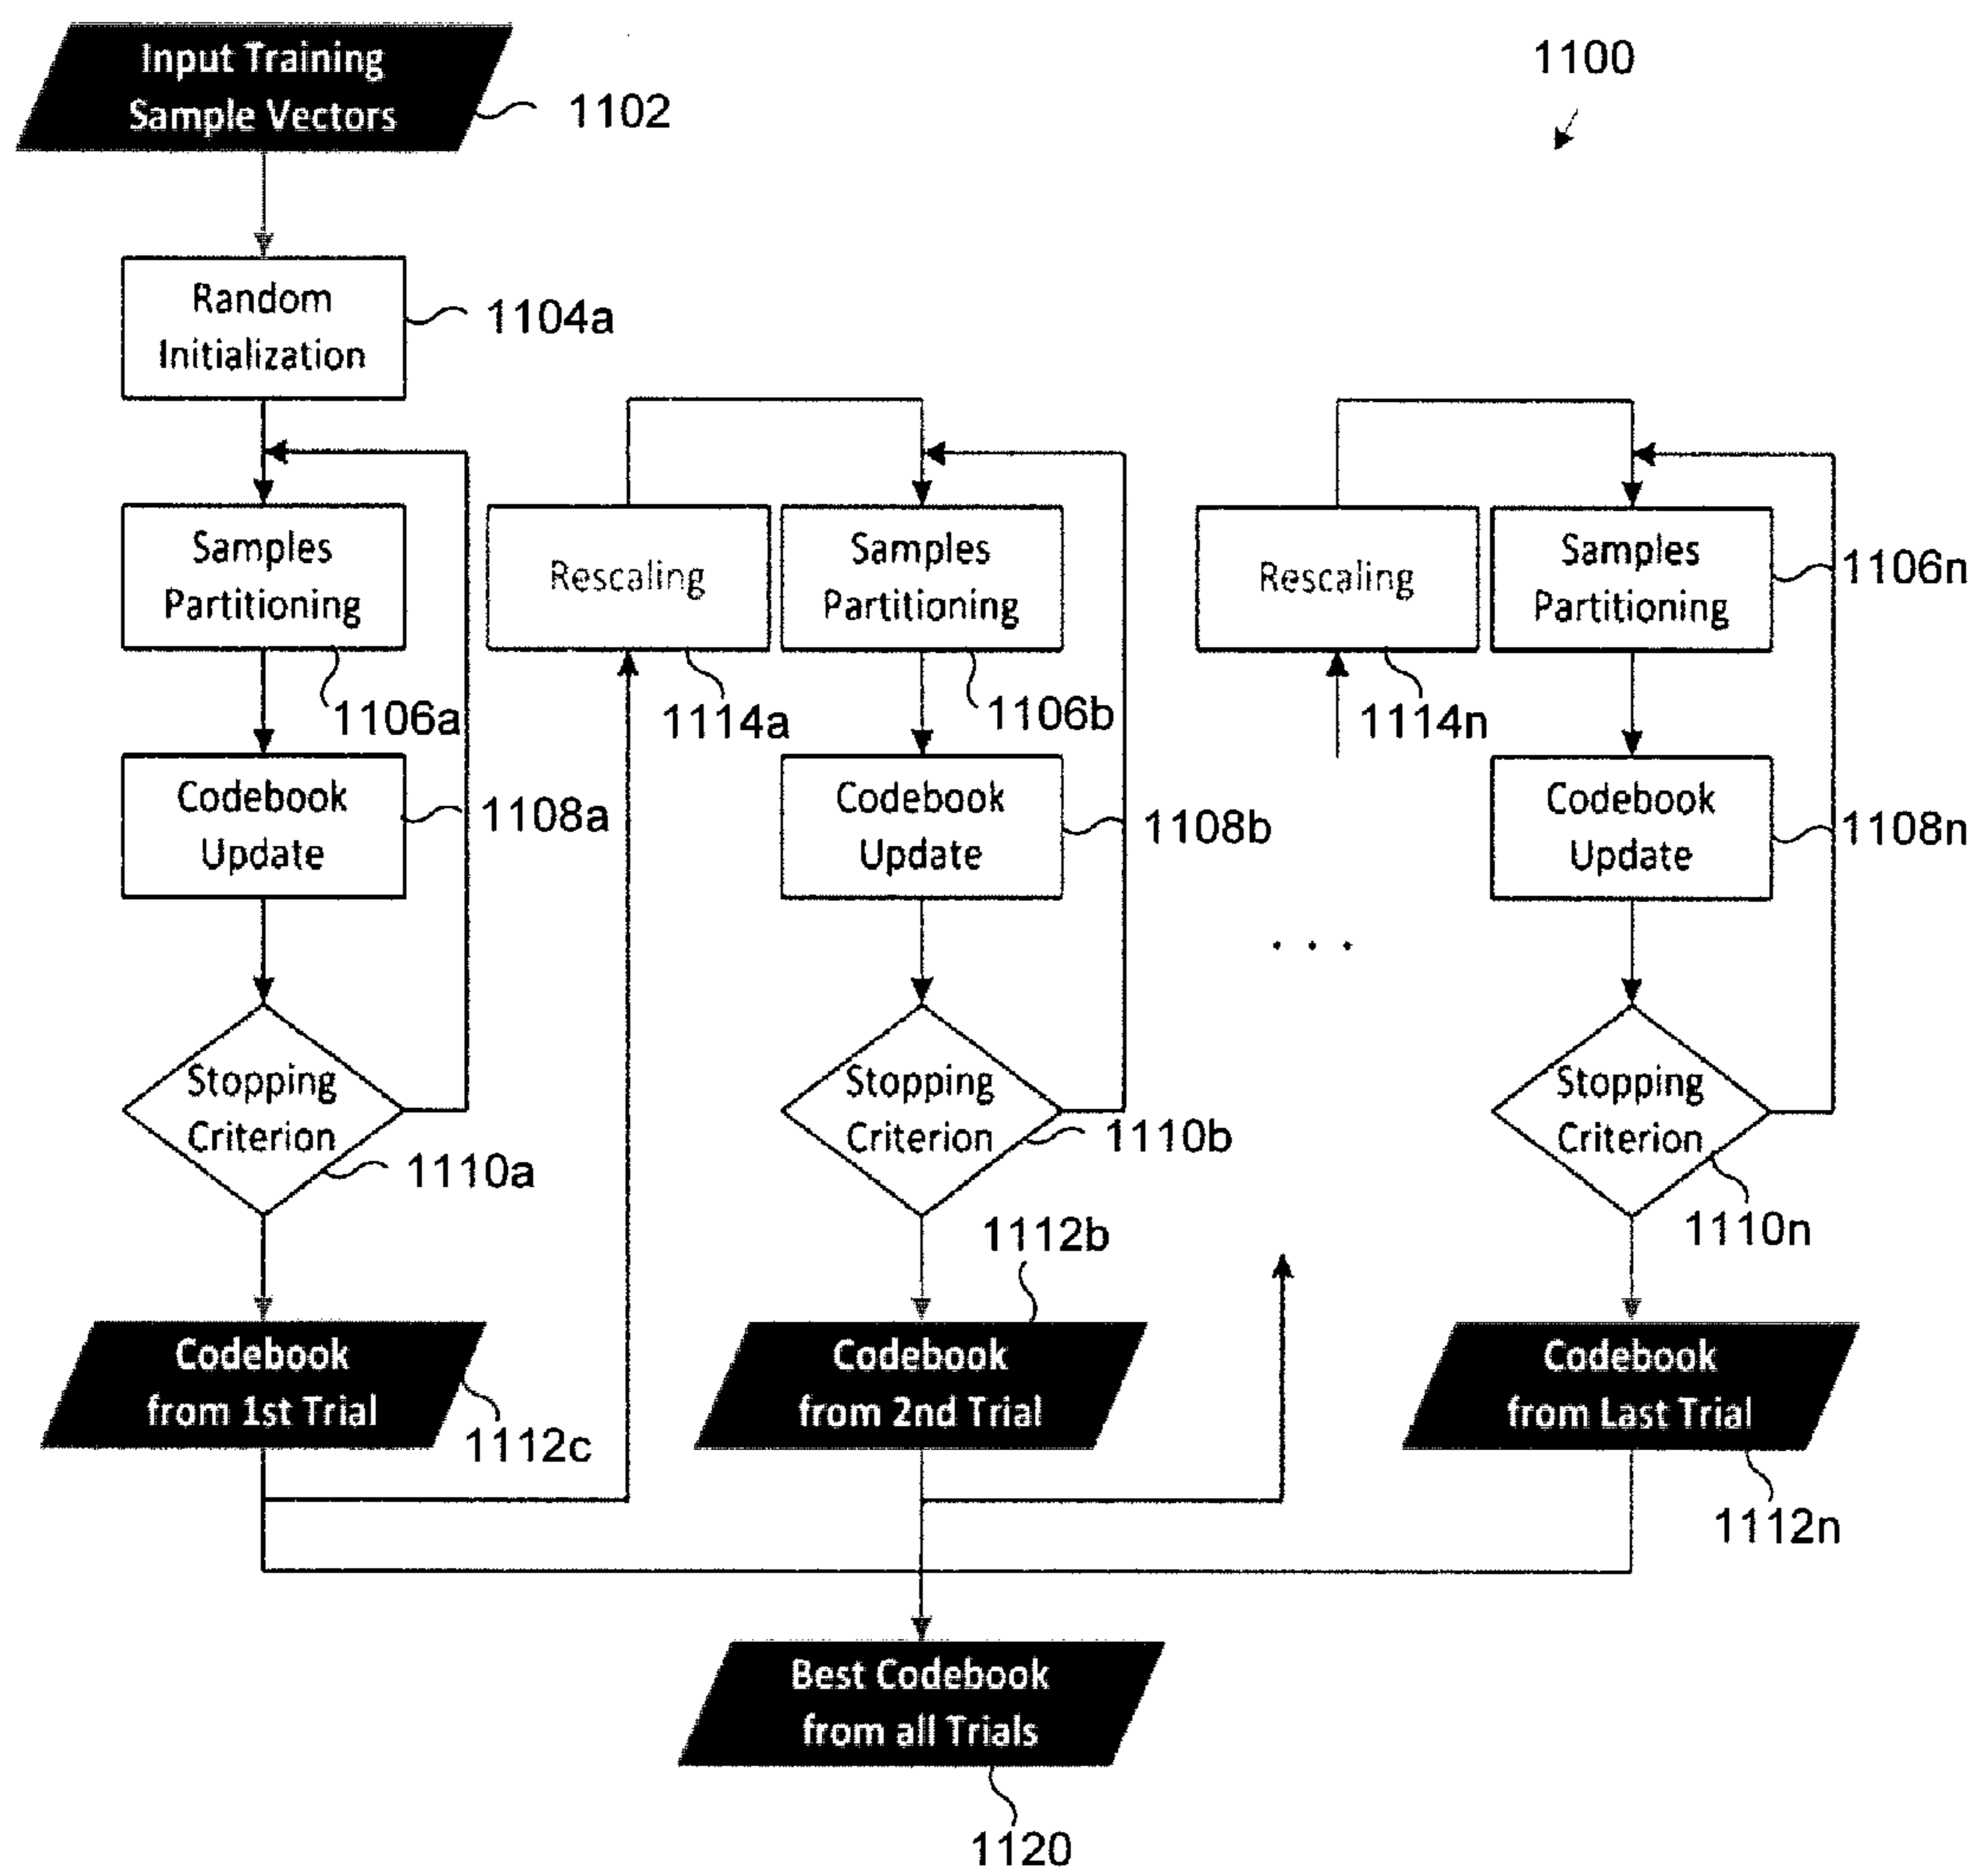 Input Training
Sample Vectors
1102
1100
Random
Initialization
1104a
Samples
Partitioning
1106a
Rescaling
1114a
Samples
Partitioning
1106b
Rescaling
1114n
Samples
Partitioning
1106n
Codebook
Update
1108a
Codebook
Update
1108b
. . .
Codebook
Update
1108n
Stopping
Criterion
1110a
Stopping
Criterion
1110b
Stopping
Criterion
1110n
Codebook
from 1st Trial
1112c
1112b
Codebook
from 2nd Trial
Codebook
from Last Trial
1112n
Best Codebook
from all Trials
1120